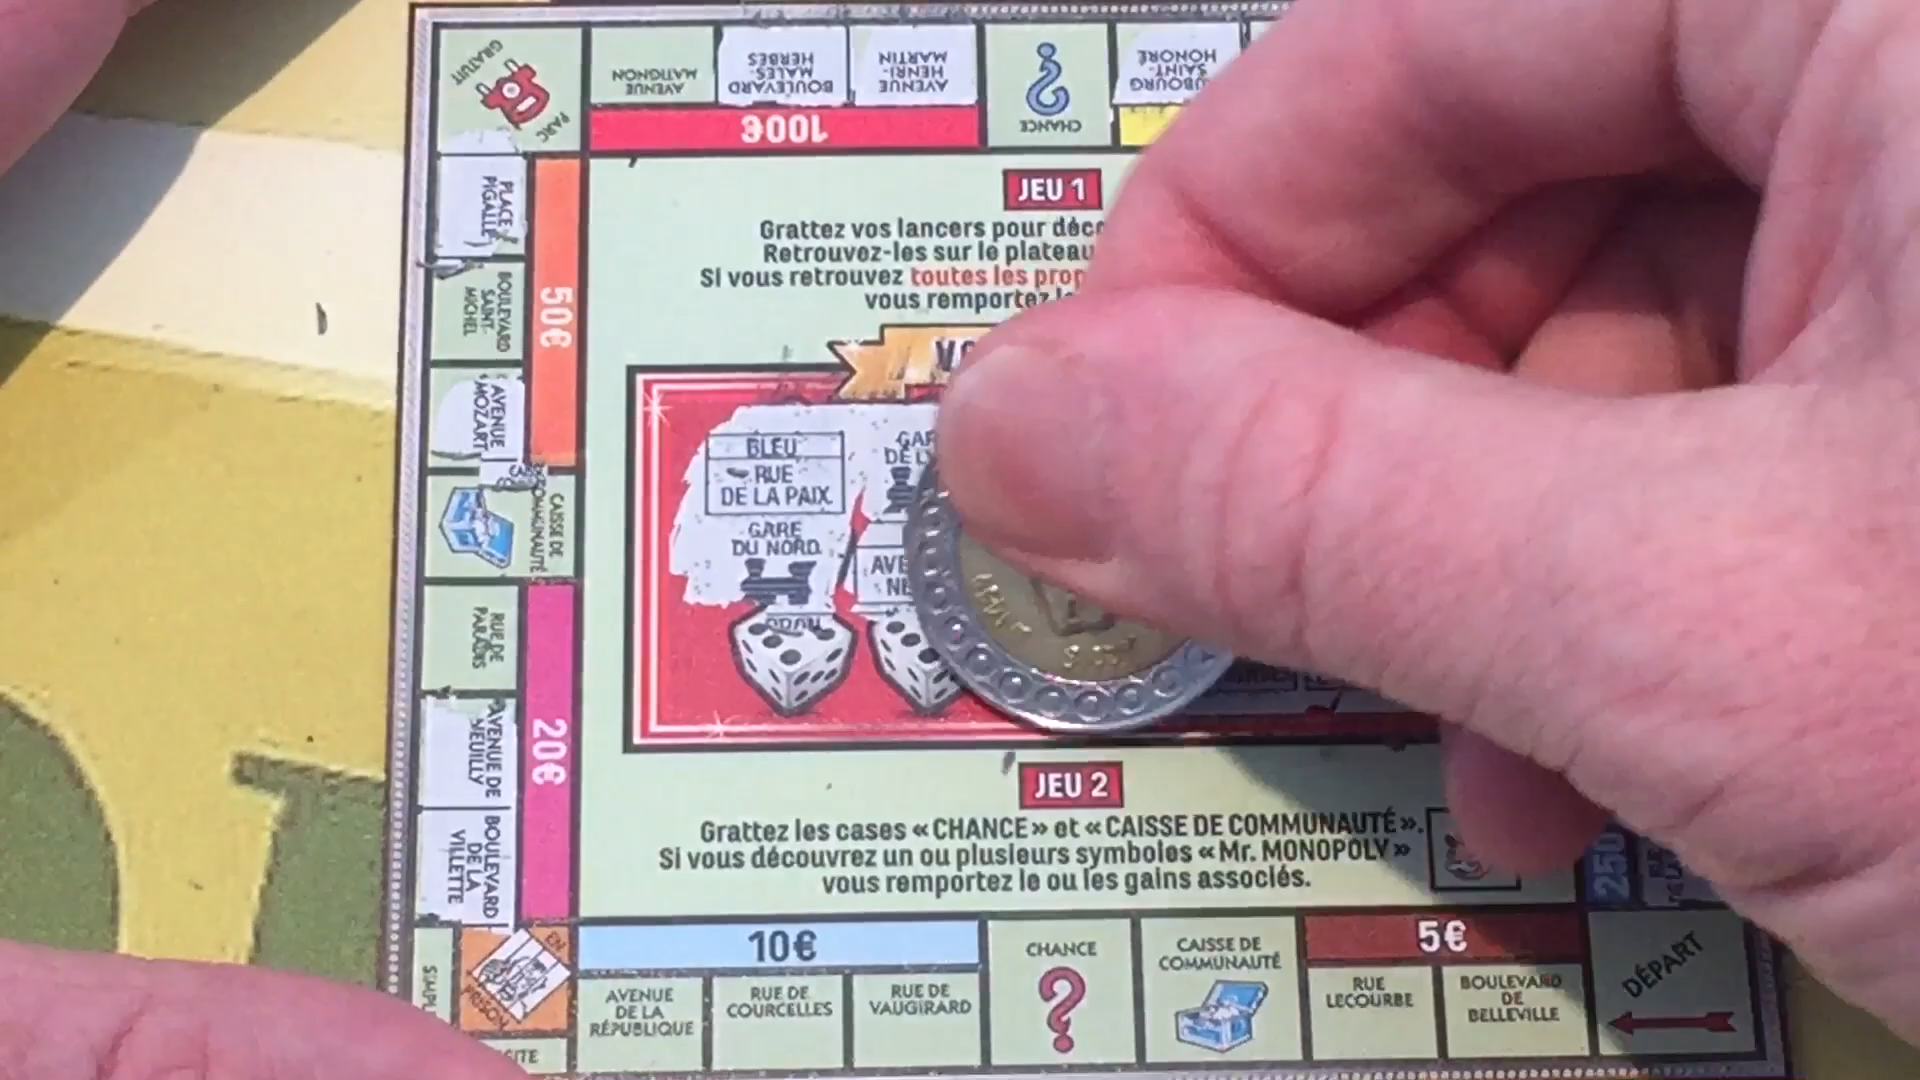 PARC
GRATUIT
AVENUE
MATIGNON
BOULEVARD
MALES-
HERBES
AVENUE
HENRI-
MARTIN
CHANCE
SAINT-
HONORÉ
100€
PLACE
PIGALLE
BOULEVARD
SAINT-
MICHEL
AVENUE
MOZART
50€
CAISSE DE
COMMUNAUTÉ
RUE DE
PARADIS
AVENUE DE
NEUILLY
BOULEVARD
DE LA
VILLETTE
20€
JEU 1
Grattez vos lancers pour
Retrouvez-les sur le plateau
Si vous retrouvez toutes les
vous remportez
BLEU
RUE
DE LA PAIX
GARE
DU NORD
JEU 2
Grattez les cases « CHANCE » et « CAISSE DE COMMUNAUTÉ ».
Si vous découvrez un ou plusieurs symboles « Mr. MONOPOLY »
vous remportez le ou les gains associés.
250
EN
PRISON
10€
AVENUE
DE LA
RÉPUBLIQUE
RUE DE
COURCELLES
RUE DE
VAUGIRARD
CHANCE
CAISSE DE
COMMUNAUTÉ
5€
RUE
LECOURBE
BOULEVARD
DE
BELLEVILLE
DÉPART